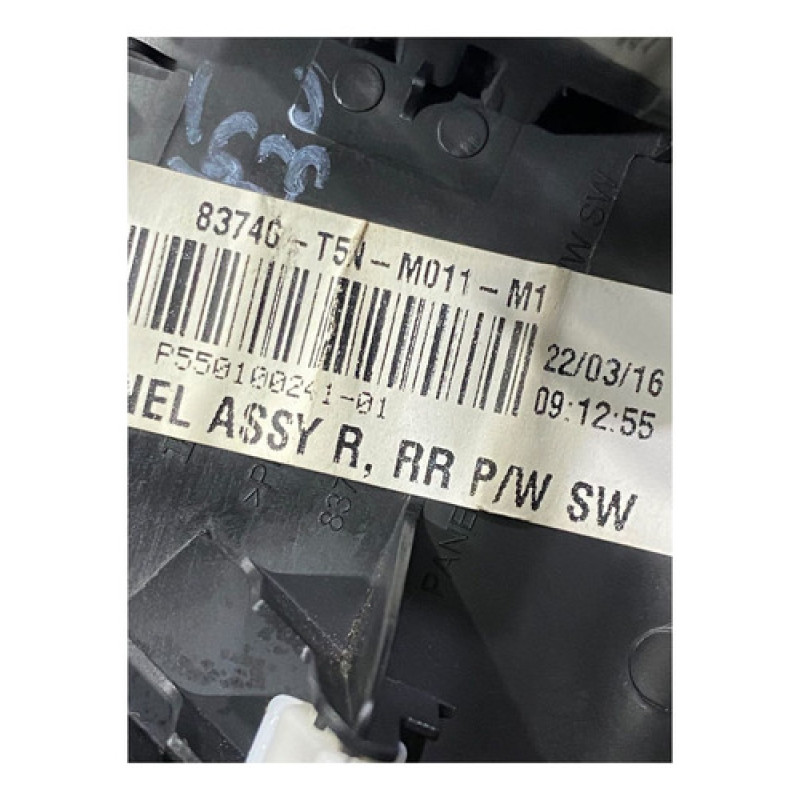 83740-T5N-M011-M1
22/03/16
P550100241-01
09:12:55
NEL ASSY R, RR P/W SW